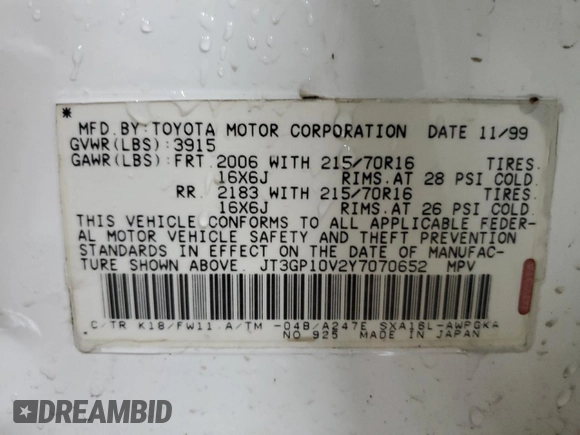 * MFD.BY:TOYOTA MOTOR CORPORATION DATE 11/99
GVWR(LBS):3915
GAWR(LBS):FRT. 2006 WITH 215/70R16 TIRES.
16X6J RIMS.AT 28 PSI COLD.
RR. 2183 WITH 215/70R16 TIRES.
16X6J RIMS.AT 26 PSI COLD.
THIS VEHICLE CONFORMS TO ALL APPLICABLE FEDER-
AL MOTOR VEHICLE SAFETY AND THEFT PREVENTION
STANDARDS IN EFFECT ON THE DATE OF MANUFAC-
TURE SHOWN ABOVE. JT3GP10V2Y7070652 MPV
C/TR K18/FW11 A/TM -04B/A247E SXA16L-AWPGKA
NO 925 MADE IN JAPAN
DREAMBID